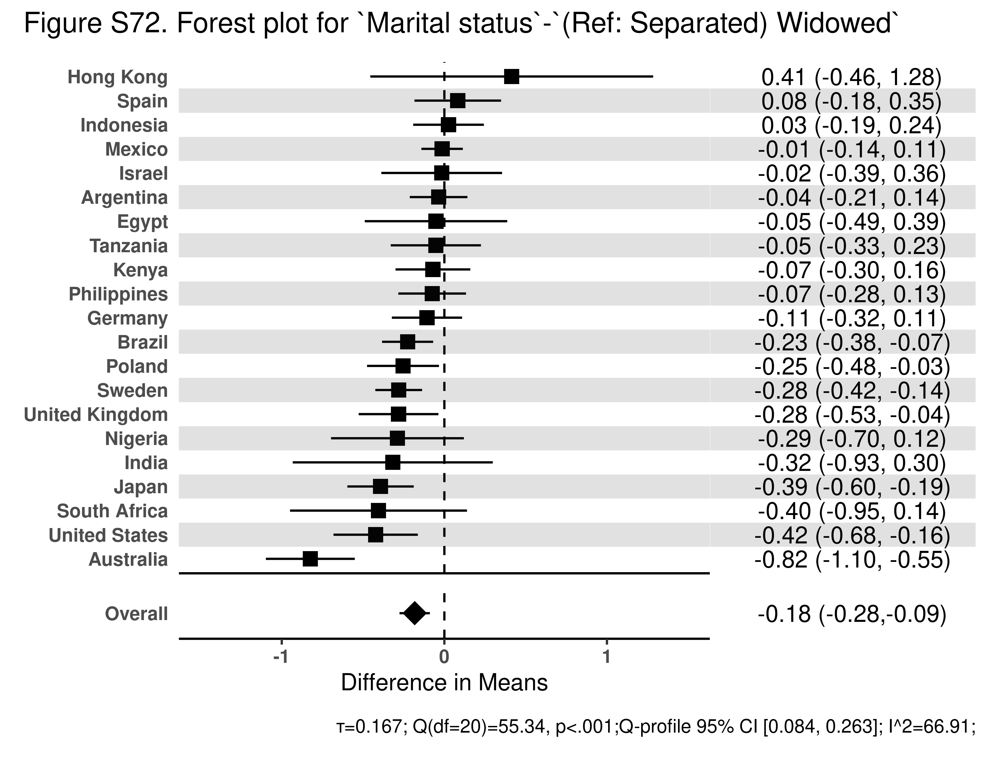 Figure S72. Forest plot for `Marital status`-`(Ref: Separated) Widowed`
Hong Kong 0.41 (-0.46, 1.28)
Spain 0.08 (-0.18, 0.35)
Indonesia 0.03 (-0.19, 0.24)
Mexico -0.01 (-0.14, 0.11)
Israel -0.02 (-0.39, 0.36)
Argentina -0.04 (-0.21, 0.14)
Egypt -0.05 (-0.49, 0.39)
Tanzania -0.05 (-0.33, 0.23)
Kenya -0.07 (-0.30, 0.16)
Philippines -0.07 (-0.28, 0.13)
Germany -0.11 (-0.32, 0.11)
Brazil -0.23 (-0.38, -0.07)
Poland -0.25 (-0.48, -0.03)
Sweden -0.28 (-0.42, -0.14)
United Kingdom -0.28 (-0.53, -0.04)
Nigeria -0.29 (-0.70, 0.12)
India -0.32 (-0.93, 0.30)
Japan -0.39 (-0.60, -0.19)
South Africa -0.40 (-0.95, 0.14)
United States -0.42 (-0.68, -0.16)
Australia -0.82 (-1.10, -0.55)
Overall -0.18 (-0.28,-0.09)
-1 0 1
Difference in Means
τ=0.167; Q(df=20)=55.34, p<.001;Q-profile 95% CI [0.084, 0.263]; I^2=66.91;